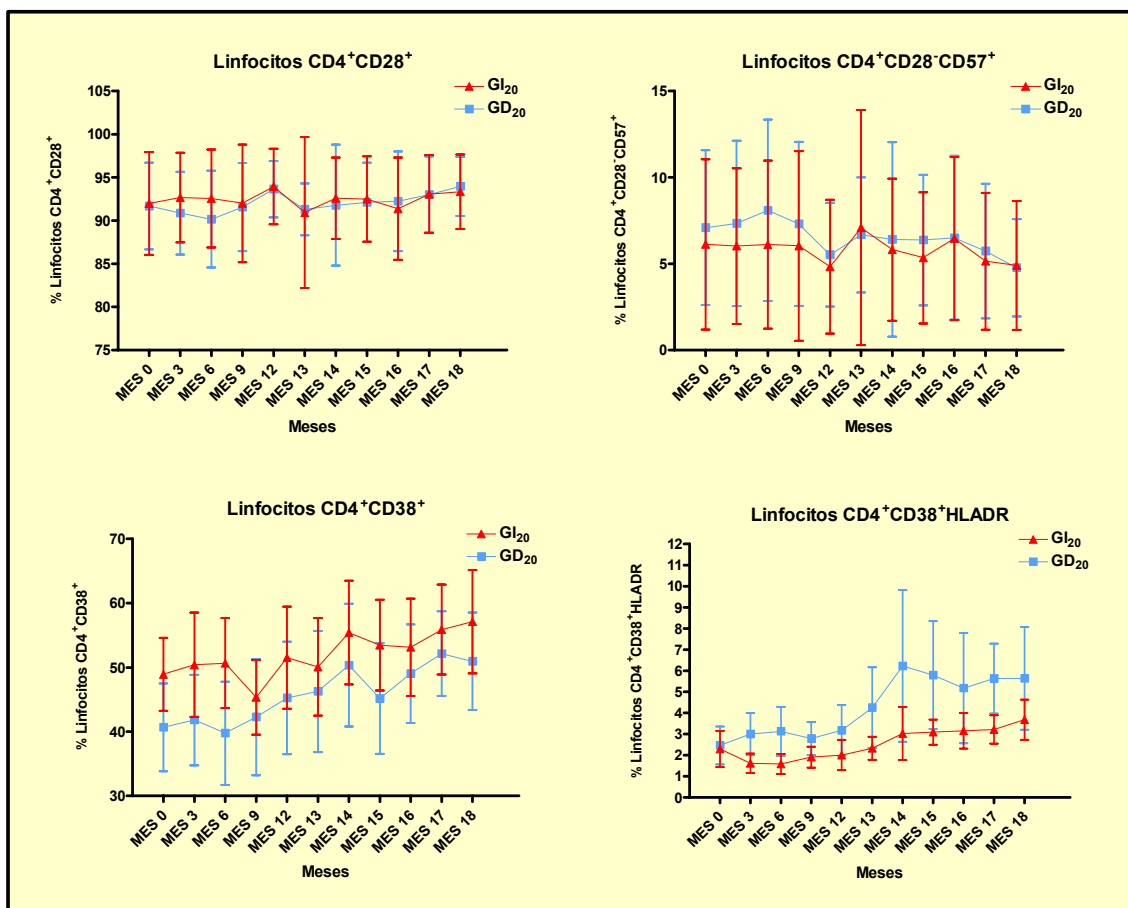 Linfocitos CD4⁺CD28⁺
GI₂₀
GD₂₀
% Linfocitos CD4⁺CD28⁺
105
100
95
90
85
80
75
MES 0
MES 3
MES 6
MES 9
MES 12
MES 13
MES 14
MES 15
MES 16
MES 17
MES 18
Meses
Linfocitos CD4⁺CD28⁻CD57⁺
GI₂₀
GD₂₀
% Linfocitos CD4⁺CD28⁻CD57⁺
15
10
5
0
MES 0
MES 3
MES 6
MES 9
MES 12
MES 13
MES 14
MES 15
MES 16
MES 17
MES 18
Meses
Linfocitos CD4⁺CD38⁺
GI₂₀
GD₂₀
% Linfocitos CD4⁺CD38⁺
70
60
50
40
30
MES 0
MES 3
MES 6
MES 9
MES 12
MES 13
MES 14
MES 15
MES 16
MES 17
MES 18
Meses
Linfocitos CD4⁺CD38⁺HLADR
GI₂₀
GD₂₀
% Linfocitos CD4⁺CD38⁺HLADR
12
11
10
9
8
7
6
5
4
3
2
1
0
MES 0
MES 3
MES 6
MES 9
MES 12
MES 13
MES 14
MES 15
MES 16
MES 17
MES 18
Meses